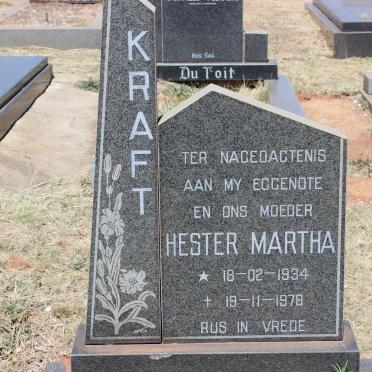 RUS SAG
Du Toit
KRAFT
TER NAGEDAGTENIS
AAN MY EGGENOTE
EN ONS MOEDER
HESTER MARTHA
★ 18-02-1934
✝ 19-11-1978
RUS IN VREDE